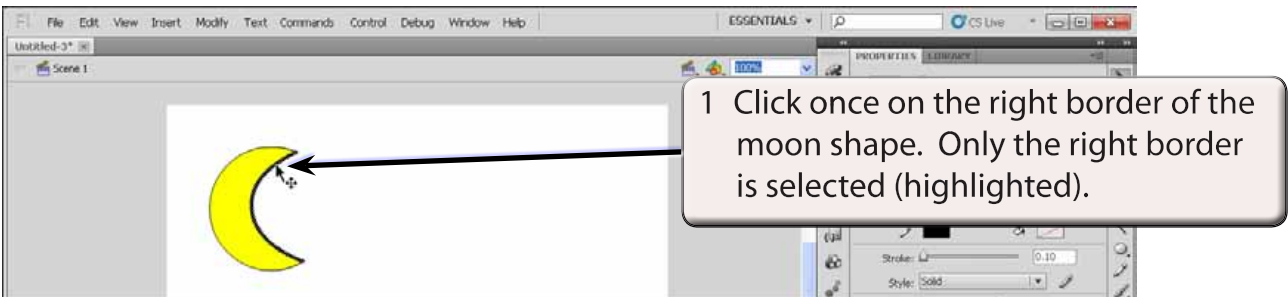 Fl File Edit View Insert Modify Text Commands Control Debug Window Help ESSENTIALS CS Live
Untitled-3*
Scene 1 100% PROPERTIES LIBRARY
1 Click once on the right border of the
moon shape. Only the right border
is selected (highlighted).
Stroke: 0.10
Style: Solid